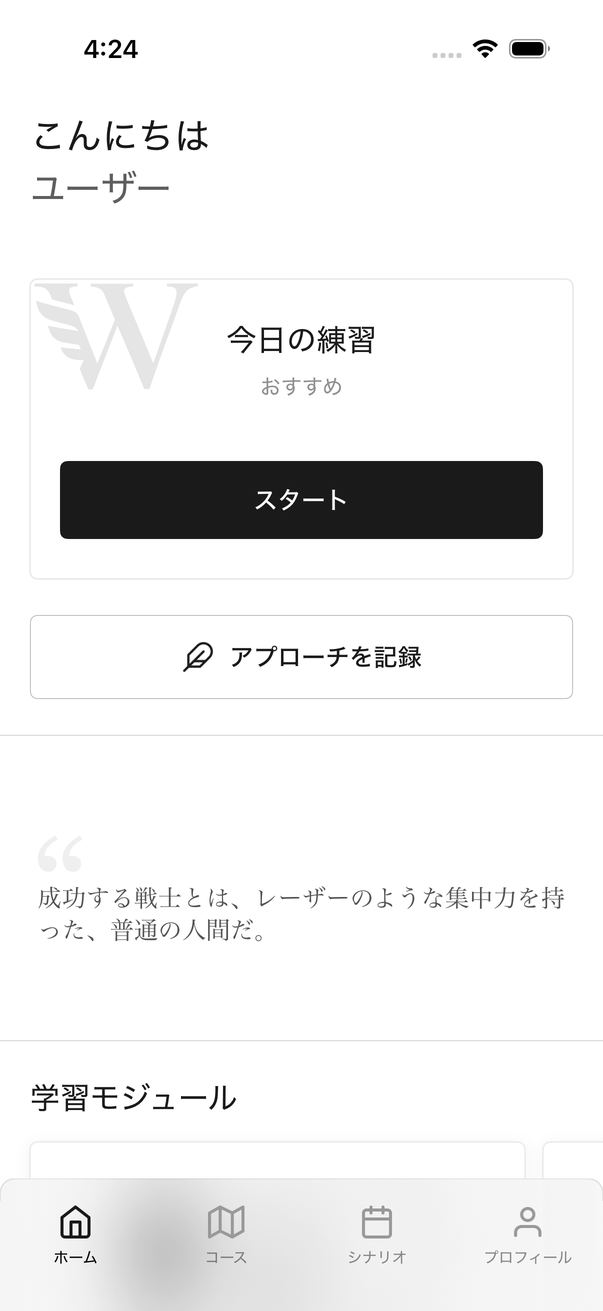 4:24
こんにちは
ユーザー
W
今日の練習
おすすめ
スタート
アプローチを記録
“
成功する戦士とは、レーザーのような集中力を持
った、普通の人間だ。
学習モジュール
ホーム
コース
シナリオ
プロフィール